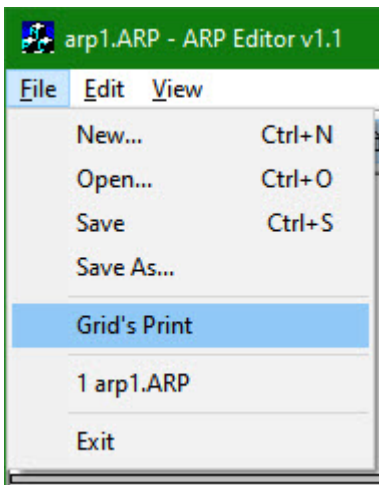 arp1.ARP - ARP Editor v1.1
File Edit View
New... Ctrl+N
Open... Ctrl+O
Save Ctrl+S
Save As...
Grid's Print
1 arp1.ARP
Exit